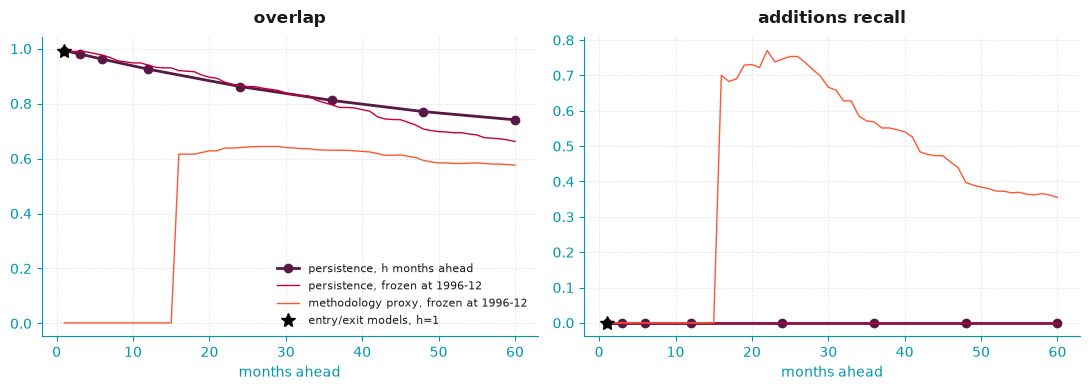 overlap
1.0
0.8
0.6
0.4
0.2
0.0
0 10 20 30 40 50 60
months ahead
persistence, h months ahead
persistence, frozen at 1996-12
methodology proxy, frozen at 1996-12
entry/exit models, h=1
additions recall
0.8
0.7
0.6
0.5
0.4
0.3
0.2
0.1
0.0
0 10 20 30 40 50 60
months ahead